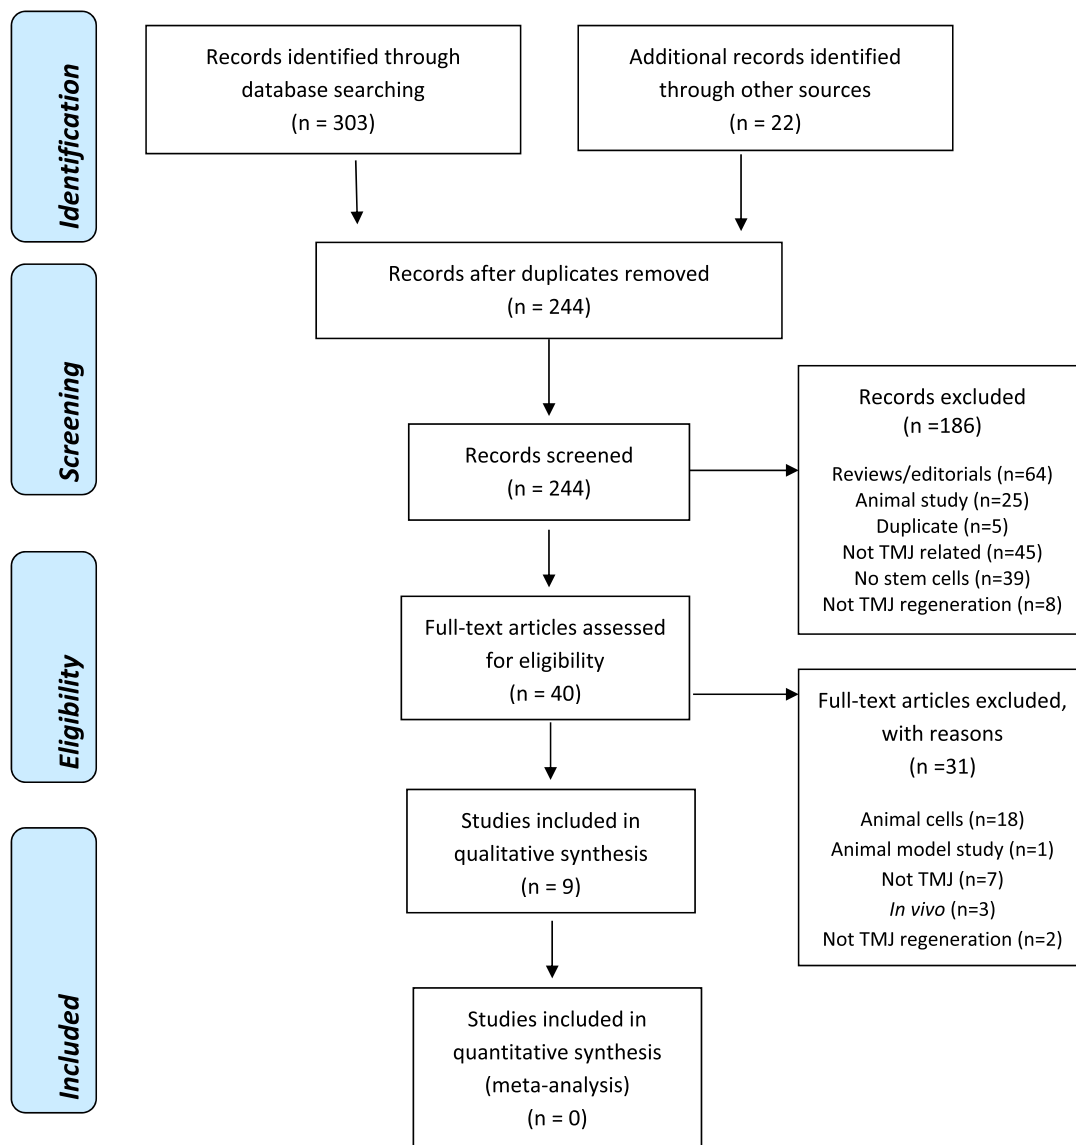 Identification
Records identified through
database searching
(n = 303)
Additional records identified
through other sources
(n = 22)
Records after duplicates removed
(n = 244)
Screening
Records screened
(n = 244)
Records excluded
(n =186)
Reviews/editorials (n=64)
Animal study (n=25)
Duplicate (n=5)
Not TMJ related (n=45)
No stem cells (n=39)
Not TMJ regeneration (n=8)
Eligibility
Full-text articles assessed
for eligibility
(n = 40)
Full-text articles excluded,
with reasons
(n =31)
Animal cells (n=18)
Animal model study (n=1)
Not TMJ (n=7)
In vivo (n=3)
Not TMJ regeneration (n=2)
Included
Studies included in
qualitative synthesis
(n = 9)
Studies included in
quantitative synthesis
(meta-analysis)
(n = 0)